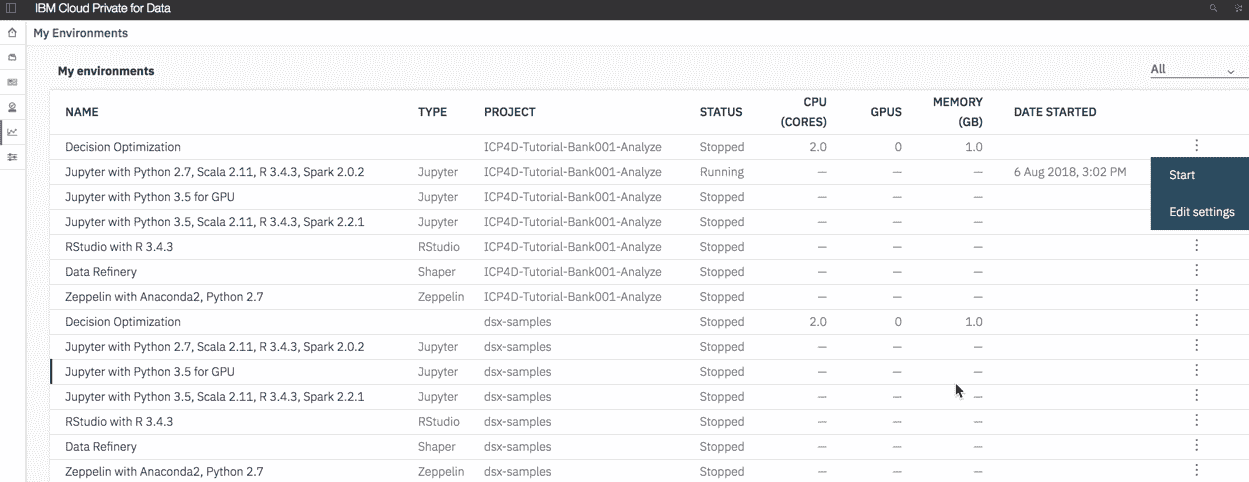 IBM Cloud Private for Data
My Environments
My environments
All
NAME TYPE PROJECT STATUS CPU (CORES) GPUS MEMORY (GB) DATE STARTED
Decision Optimization ICP4D-Tutorial-Bank001-Analyze Stopped 2.0 0 1.0
Jupyter with Python 2.7, Scala 2.11, R 3.4.3, Spark 2.0.2 Jupyter ICP4D-Tutorial-Bank001-Analyze Running — — — 6 Aug 2018, 3:02 PM
Start
Jupyter with Python 3.5 for GPU Jupyter ICP4D-Tutorial-Bank001-Analyze Stopped — — —
Edit settings
Jupyter with Python 3.5, Scala 2.11, R 3.4.3, Spark 2.2.1 Jupyter ICP4D-Tutorial-Bank001-Analyze Stopped — — —
RStudio with R 3.4.3 RStudio ICP4D-Tutorial-Bank001-Analyze Stopped — — —
Data Refinery Shaper ICP4D-Tutorial-Bank001-Analyze Stopped — — —
Zeppelin with Anaconda2, Python 2.7 Zeppelin ICP4D-Tutorial-Bank001-Analyze Stopped — — —
Decision Optimization dsx-samples Stopped 2.0 0 1.0
Jupyter with Python 2.7, Scala 2.11, R 3.4.3, Spark 2.0.2 Jupyter dsx-samples Stopped — — —
Jupyter with Python 3.5 for GPU Jupyter dsx-samples Stopped — — —
Jupyter with Python 3.5, Scala 2.11, R 3.4.3, Spark 2.2.1 Jupyter dsx-samples Stopped — — —
RStudio with R 3.4.3 RStudio dsx-samples Stopped — — —
Data Refinery Shaper dsx-samples Stopped — — —
Zeppelin with Anaconda2, Python 2.7 Zeppelin dsx-samples Stopped — — —